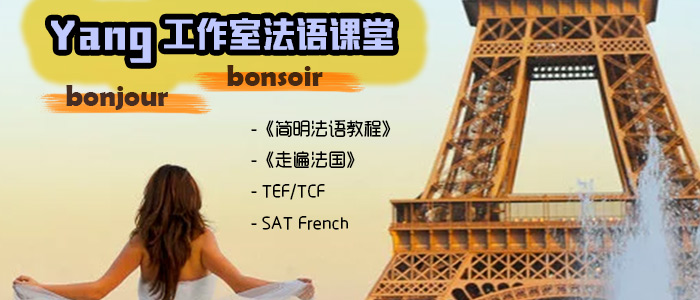 Yang 工作室法语课堂
bonjour
bonsoir
-《简明法语教程》
-《走遍法国》
- TEF/TCF
- SAT French